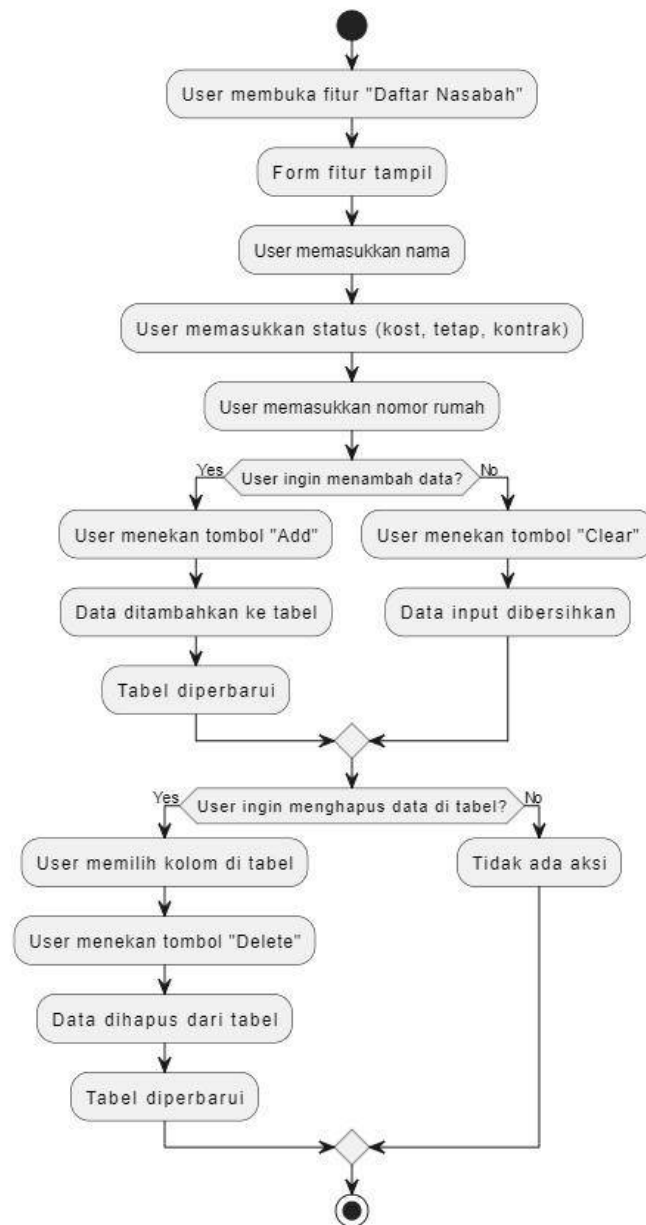 User membuka fitur "Daftar Nasabah"
Form fitur tampil
User memasukkan nama
User memasukkan status (kost, tetap, kontrak)
User memasukkan nomor rumah
Yes
User ingin menambah data?
No
User menekan tombol "Add"
User menekan tombol "Clear"
Data ditambahkan ke tabel
Data input dibersihkan
Tabel diperbarui
Yes
User ingin menghapus data di tabel?
No
User memilih kolom di tabel
Tidak ada aksi
User menekan tombol "Delete"
Data dihapus dari tabel
Tabel diperbarui